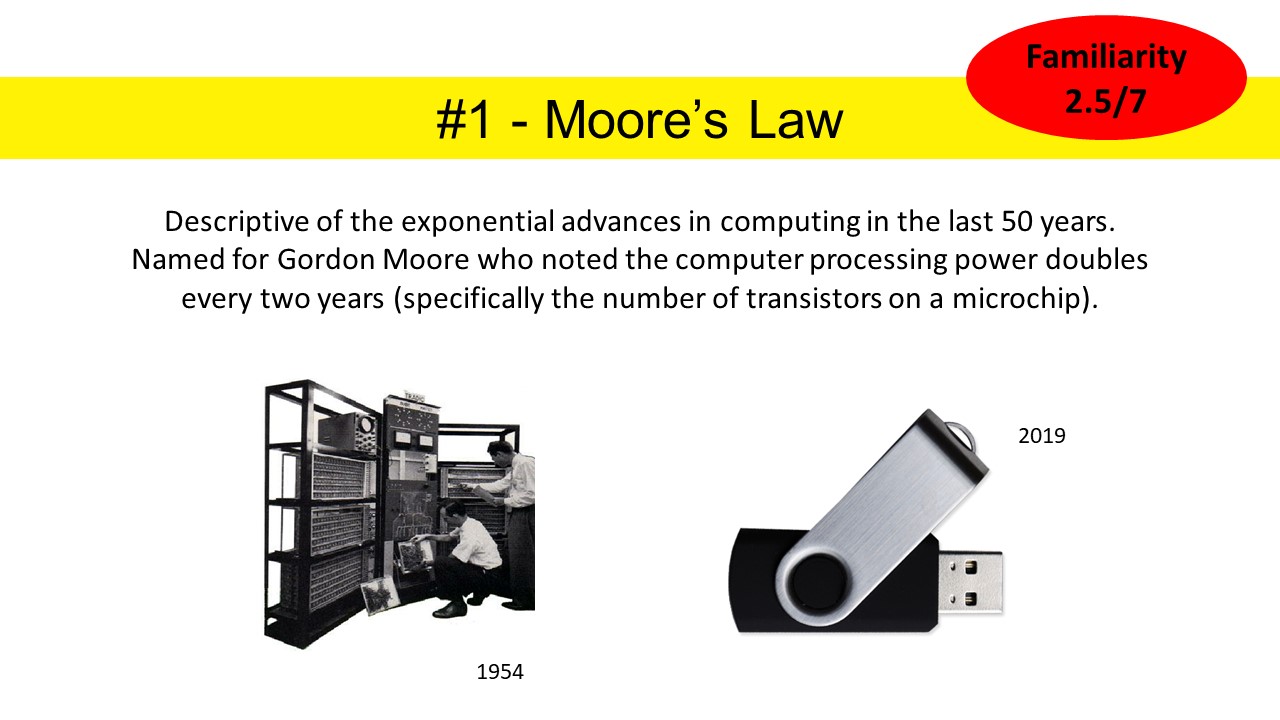 Familiarity
2.5/7
#1 - Moore’s Law
Descriptive of the exponential advances in computing in the last 50 years.
Named for Gordon Moore who noted the computer processing power doubles
every two years (specifically the number of transistors on a microchip).
TRADIC
2019
1954